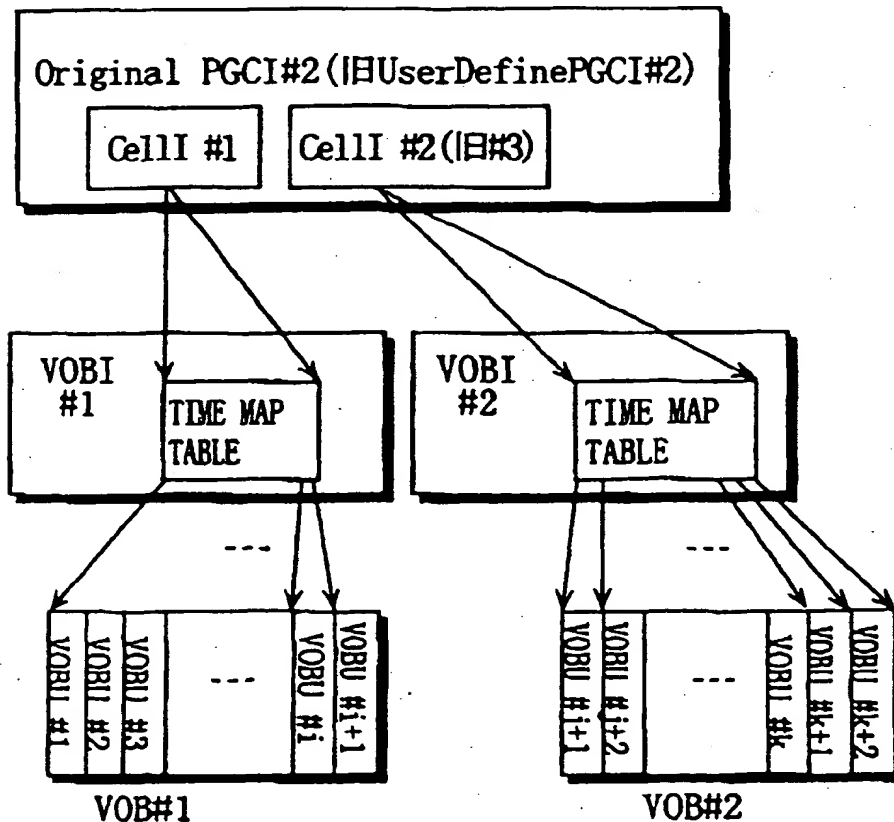 Original PGCI#2(旧UserDefinePGCI#2)
CellI #1
CellI #2(旧#3)
VOBI
#1
TIME MAP
TABLE
VOBI
#2
TIME MAP
TABLE
---
---
VOBU #1
VOBU #2
VOBU #3
---
VOBU #i
VOBU #i+1
VOB#1
VOBU #j+1
VOBU #j+2
---
VOBU #k
VOBU #k+1
VOBU #k+2
VOB#2